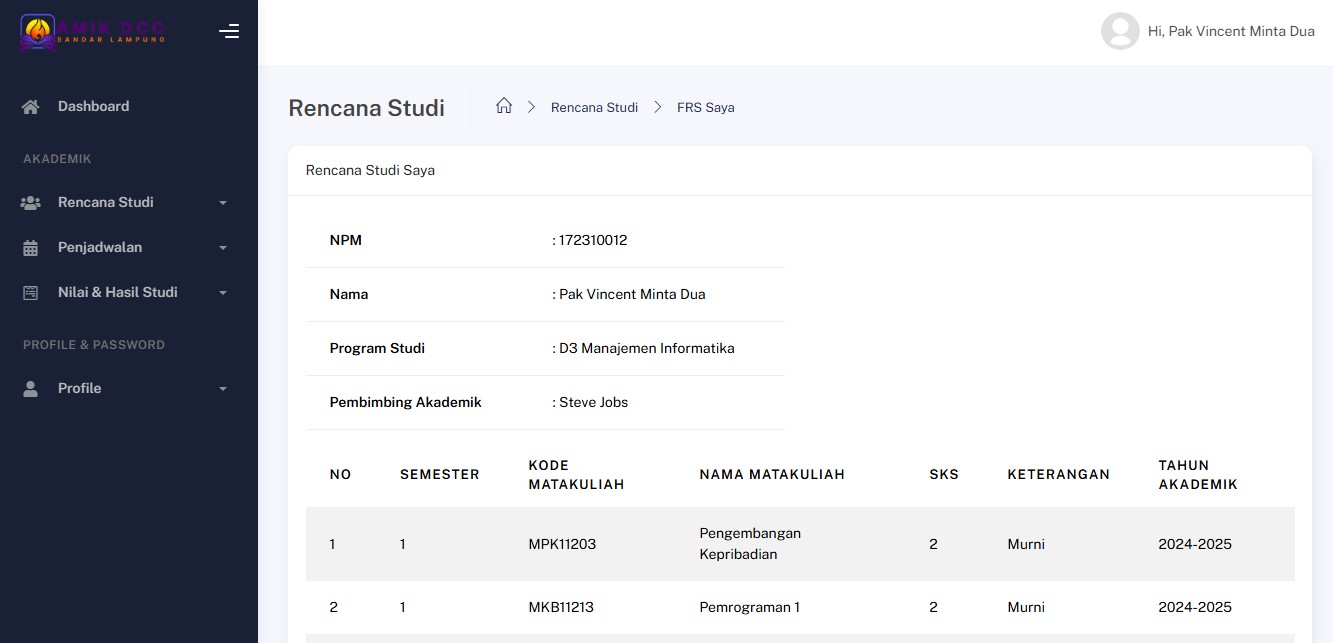 AMIK DCC
BANDAR LAMPUNG
Hi, Pak Vincent Minta Dua
Dashboard
AKADEMIK
Rencana Studi
Penjadwalan
Nilai & Hasil Studi
PROFILE & PASSWORD
Profile
Rencana Studi
Rencana Studi
FRS Saya
Rencana Studi Saya
NPM : 172310012
Nama : Pak Vincent Minta Dua
Program Studi : D3 Manajemen Informatika
Pembimbing Akademik : Steve Jobs
NO SEMESTER KODE MATAKULIAH NAMA MATAKULIAH SKS KETERANGAN TAHUN AKADEMIK
1 1 MPK11203 Pengembangan Kepribadian 2 Murni 2024-2025
2 1 MKB11213 Pemrograman 1 2 Murni 2024-2025